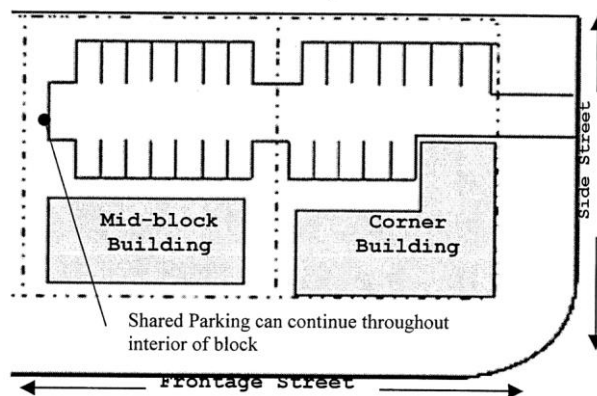 Mid-block
Building
Corner
Building
Side Street
Shared Parking can continue throughout
interior of block
Frontage Street